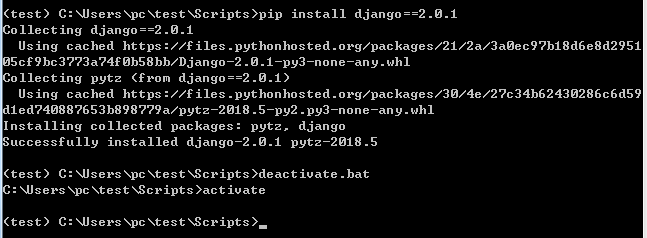 (test) C:\Users\pc\test\Scripts>pip install django==2.0.1
Collecting django==2.0.1
  Using cached https://files.pythonhosted.org/packages/21/2a/3a0ec97b18d6e8d2951
05cf9bc3773a74f0b58bb/Django-2.0.1-py3-none-any.whl
Collecting pytz (from django==2.0.1)
  Using cached https://files.pythonhosted.org/packages/30/4e/27c34b62430286c6d59
d1ed740887653b898779a/pytz-2018.5-py2.py3-none-any.whl
Installing collected packages: pytz, django
Successfully installed django-2.0.1 pytz-2018.5
(test) C:\Users\pc\test\Scripts>deactivate.bat
C:\Users\pc\test\Scripts>activate
(test) C:\Users\pc\test\Scripts>_